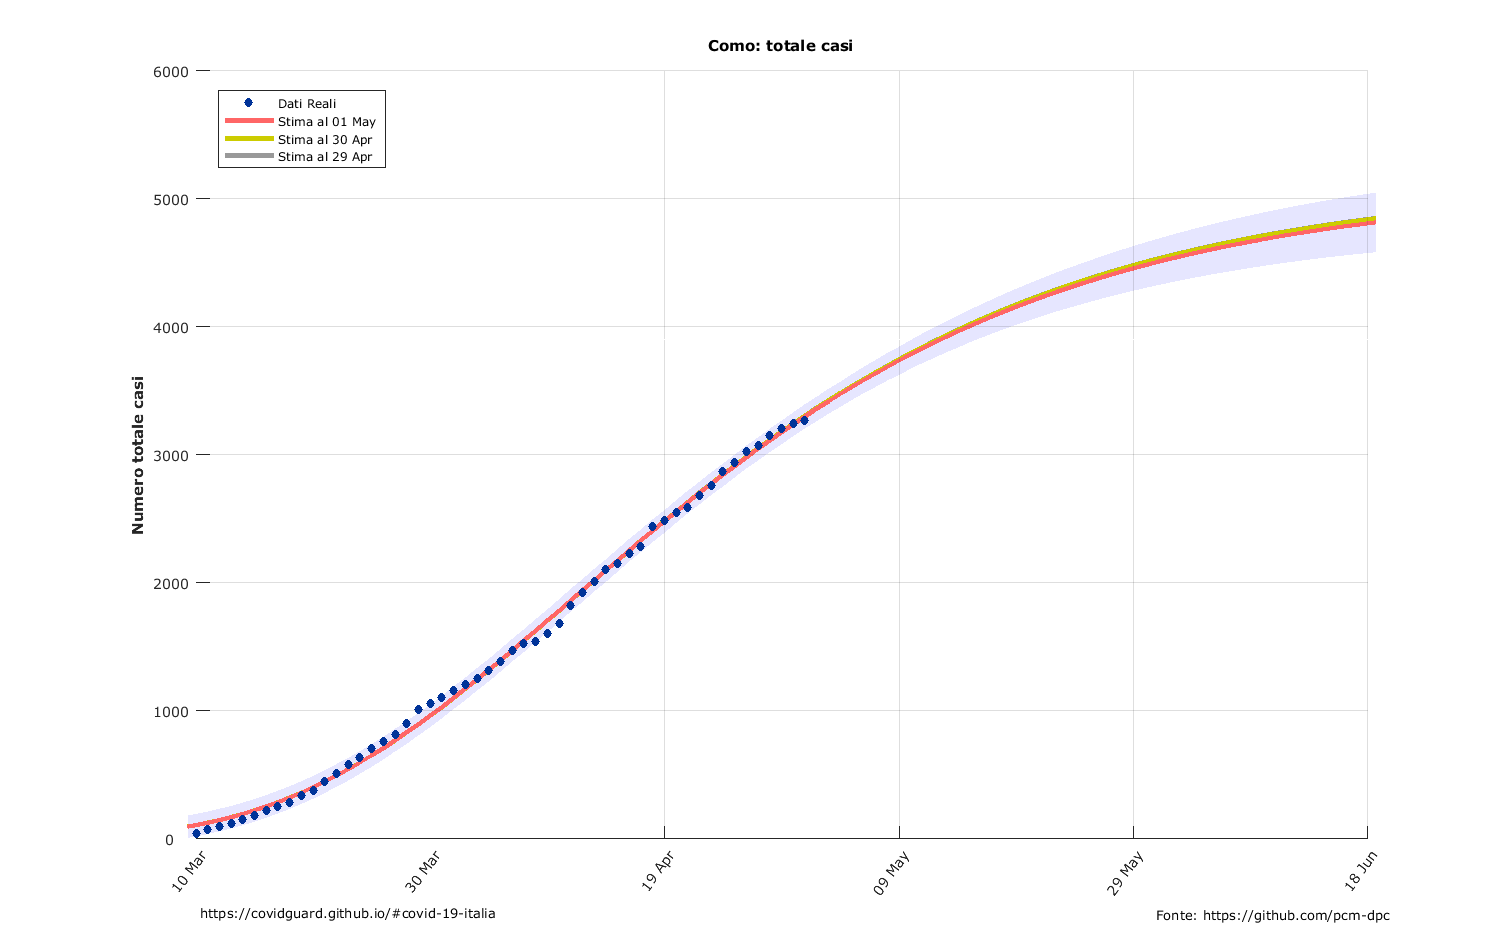 Como: totale casi
6000
5000
4000
3000
2000
1000
0
Numero totale casi
Dati Reali
Stima al 01 May
Stima al 30 Apr
Stima al 29 Apr
10 Mar
30 Mar
19 Apr
09 May
29 May
18 Jun
https://covidguard.github.io/#covid-19-italia
Fonte: https://github.com/pcm-dpc